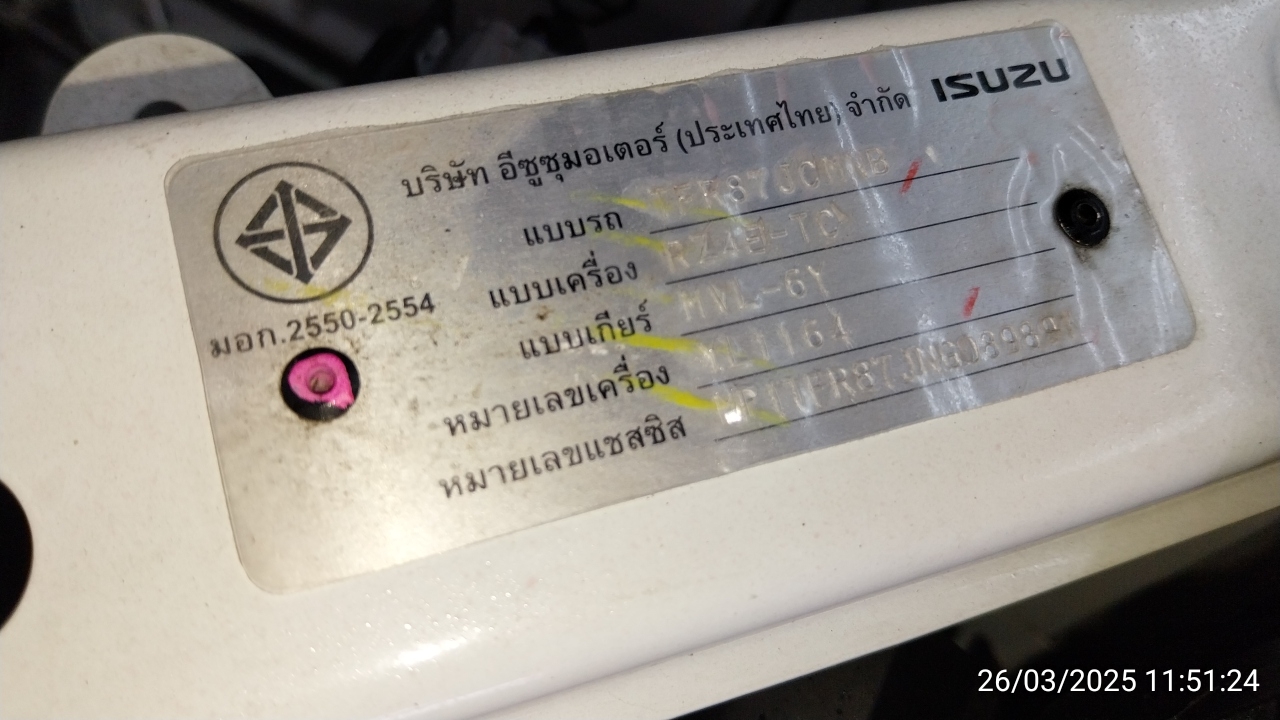 ISUZU
บริษัท อีซูซุมอเตอร์ (ประเทศไทย) จำกัด
แบบรถ
แบบเครื่อง RZ4E-TC
แบบเกียร์ MVL-6Y
หมายเลขเครื่อง
หมายเลขแชสซิส
มอก.2550-2554
26/03/2025 11:51:24